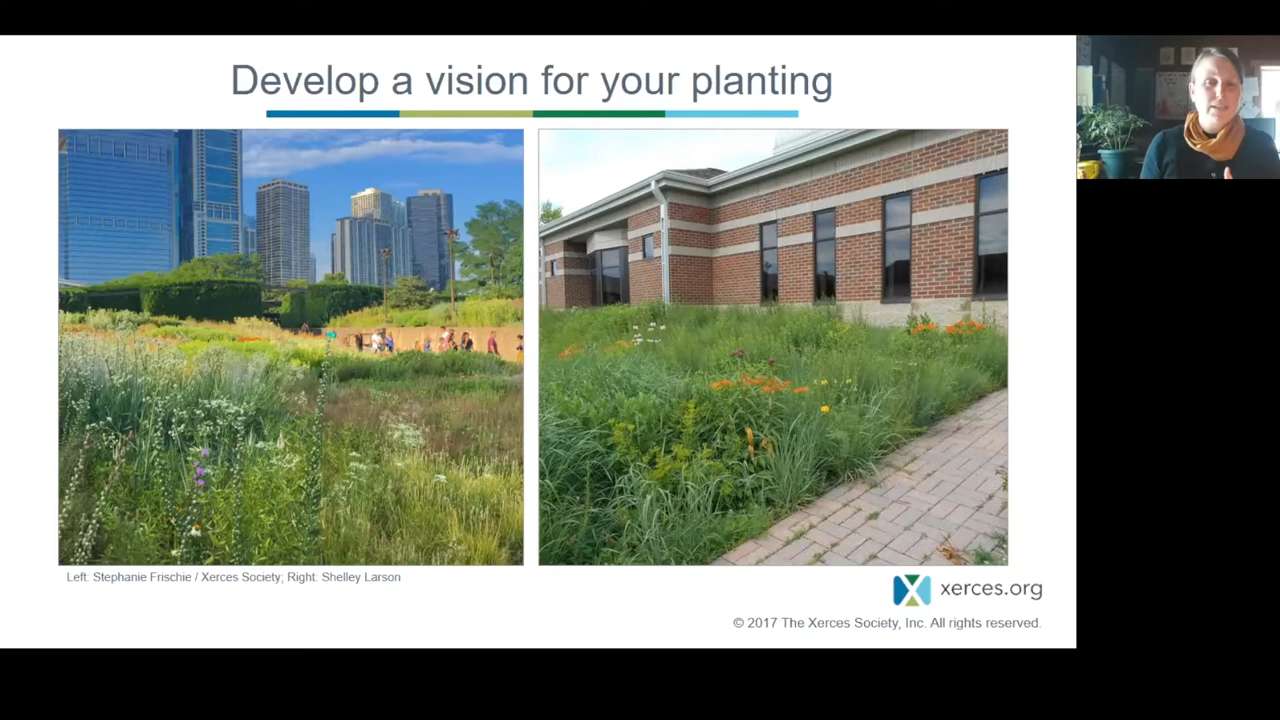 Develop a vision for your planting
Left: Stephanie Frischie / Xerces Society; Right: Shelley Larson
xerces.org
© 2017 The Xerces Society, Inc. All rights reserved.